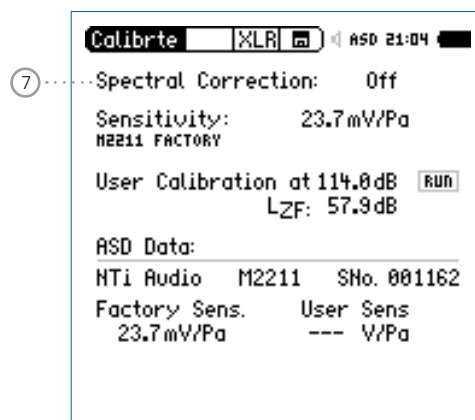 Calibrte XLR ASD 21:04
7 Spectral Correction: Off
Sensitivity: 23.7mV/Pa
M2211 FACTORY
User Calibration at 114.0dB RUN
LZF: 57.9dB
ASD Data:
NTi Audio M2211 SNo. 001162
Factory Sens. User Sens
23.7mV/Pa --- V/Pa